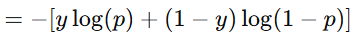 = −[y log(p) + (1 − y) log(1 − p)]